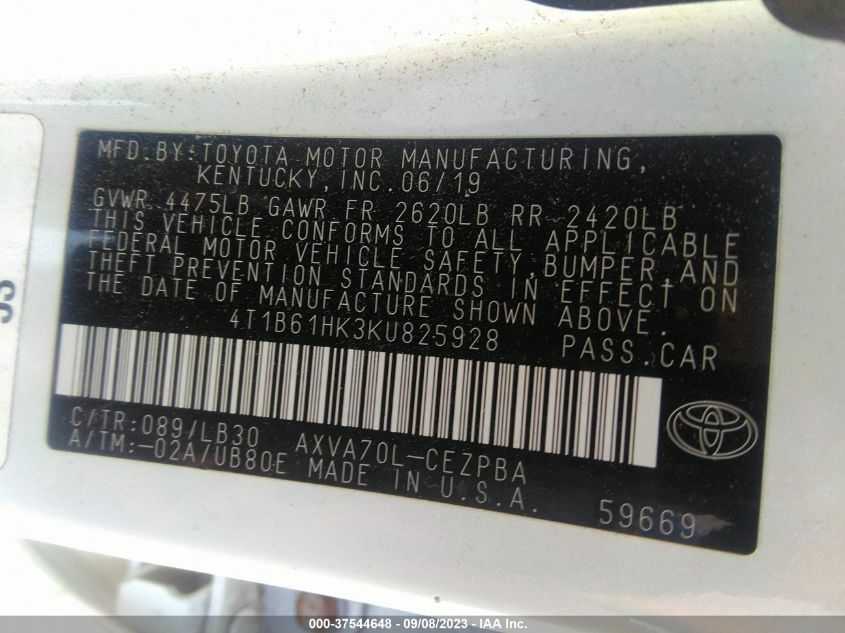 MFD.BY:TOYOTA MOTOR MANUFACTURING,
KENTUCKY,INC.06/19
GVWR 4475LB GAWR FR 2620LB RR 2420LB
THIS VEHICLE CONFORMS TO ALL APPLICABLE
FEDERAL MOTOR VEHICLE SAFETY,BUMPER,AND
THEFT PREVENTION STANDARDS IN EFFECT ON
THE DATE OF MANUFACTURE SHOWN ABOVE.
4T1B61HK3KU825928 PASS.CAR
C/TR:089/LB30 AXVA70L-CEZPBA
A/TM:-02A/UB80E MADE IN U.S.A.
59669
000-37544648 - 09/08/2023 - IAA Inc.